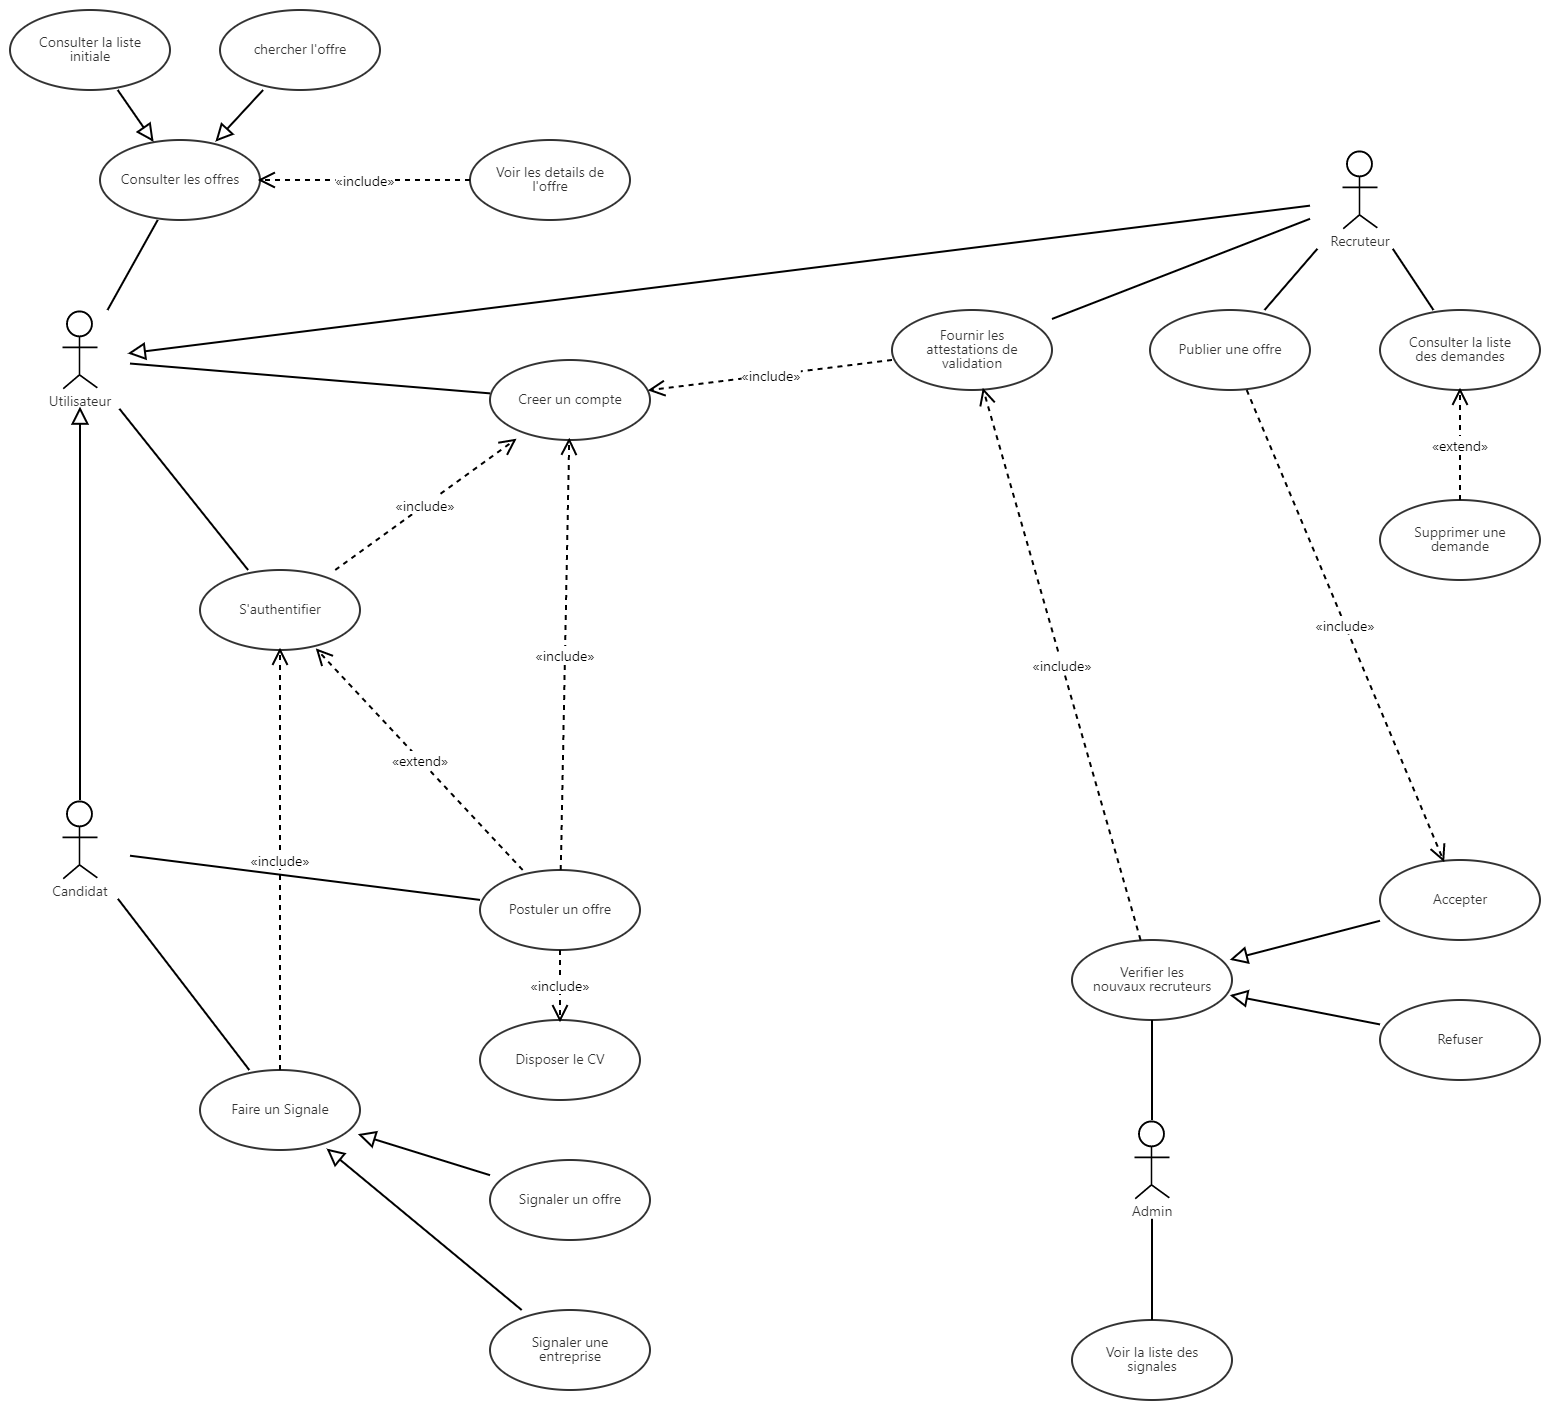 Consulter la liste
initiale
chercher l'offre
Consulter les offres
«include»
Voir les details de
l'offre
Recruteur
Utilisateur
Creer un compte
«include»
Fournir les
attestations de
validation
Publier une offre
Consulter la liste
des demandes
«extend»
Supprimer une
demande
«include»
S'authentifier
«include»
«include»
«include»
«extend»
«include»
Candidat
Postuler un offre
Accepter
Verifier les
nouvaux recruteurs
«include»
Refuser
Disposer le CV
Faire un Signale
Signaler un offre
Admin
Signaler une
entreprise
Voir la liste des
signales